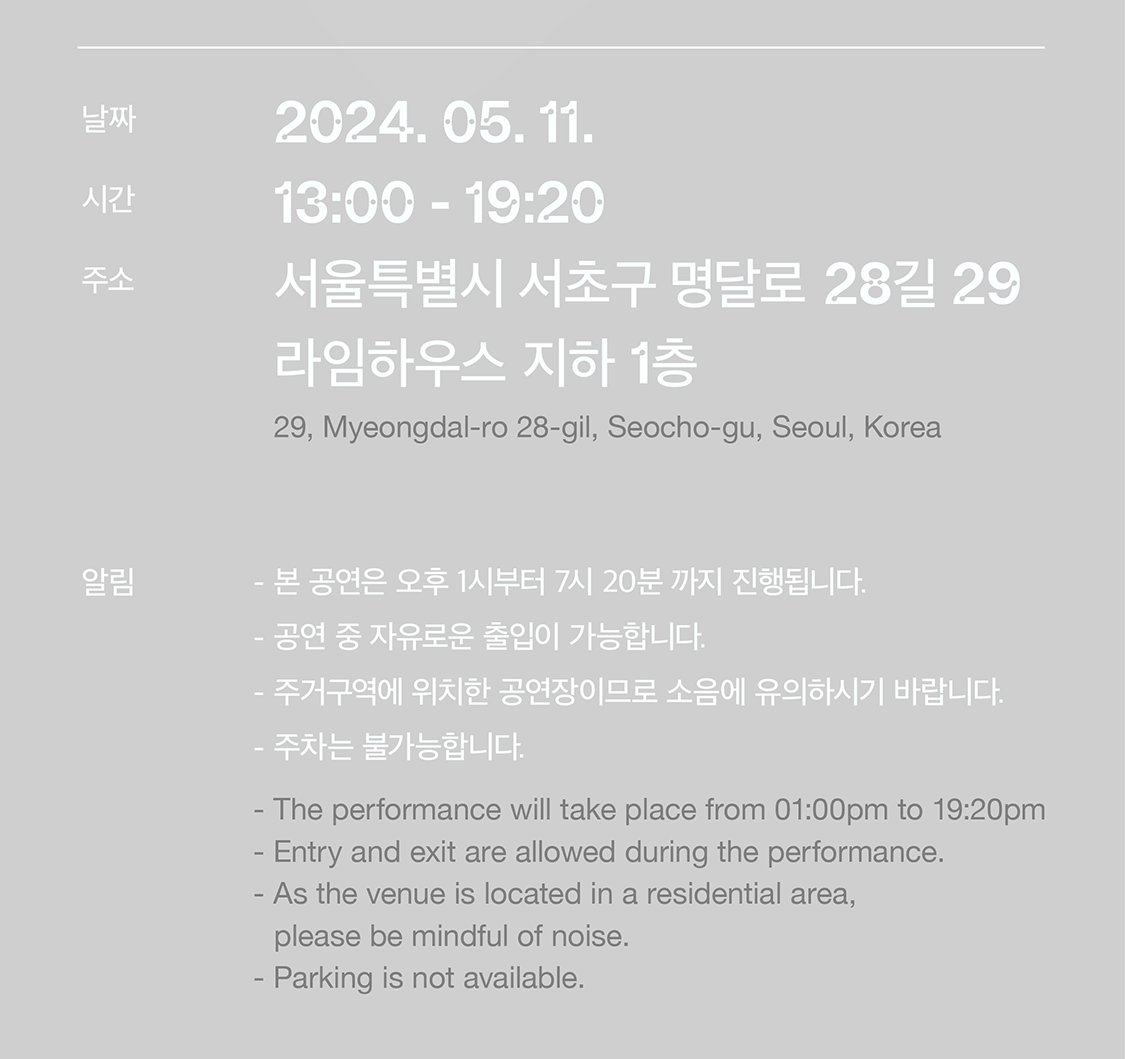 날짜 2024. 05. 11.
시간 13:00 - 19:20
주소 서울특별시 서초구 명달로 28길 29
라임하우스 지하 1층
29, Myeongdal-ro 28-gil, Seocho-gu, Seoul, Korea
알림 - 본 공연은 오후 1시부터 7시 20분 까지 진행됩니다.
- 공연 중 자유로운 출입이 가능합니다.
- 주거구역에 위치한 공연장이므로 소음에 유의하시기 바랍니다.
- 주차는 불가능합니다.
- The performance will take place from 01:00pm to 19:20pm
- Entry and exit are allowed during the performance.
- As the venue is located in a residential area,
please be mindful of noise.
- Parking is not available.